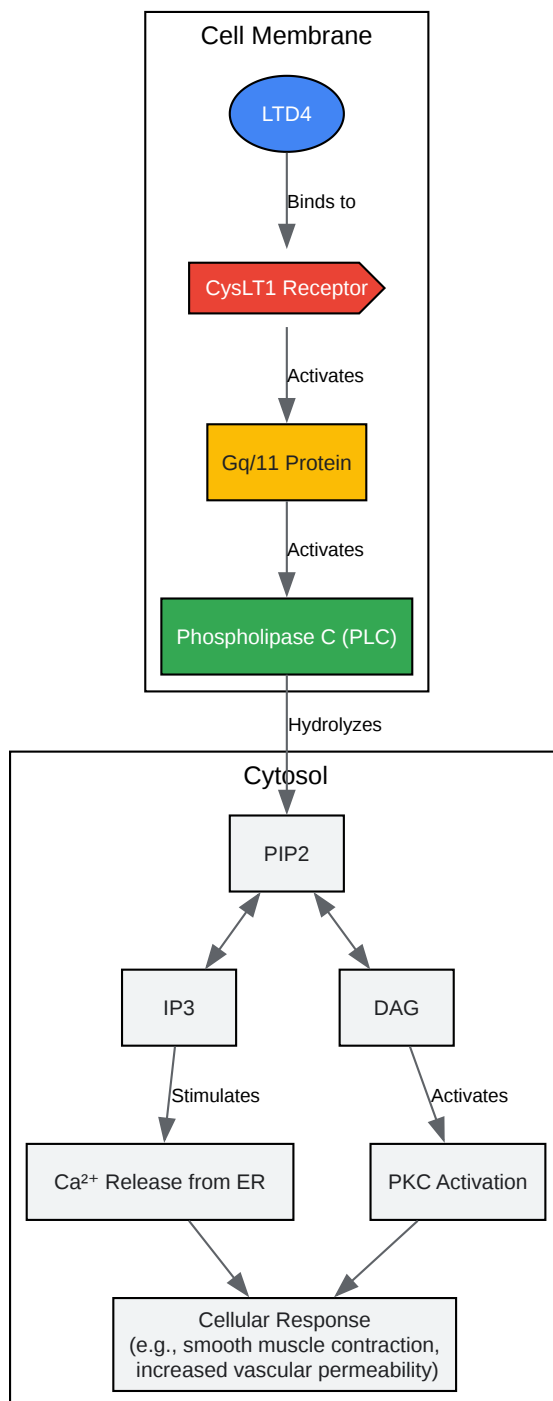 Cell Membrane
LTD4
Binds to
CysLT1 Receptor
Activates
Gq/11 Protein
Activates
Phospholipase C (PLC)
Hydrolyzes
Cytosol
PIP2
IP3
DAG
Stimulates
Activates
Ca²⁺ Release from ER
PKC Activation
Cellular Response
(e.g., smooth muscle contraction,
increased vascular permeability)